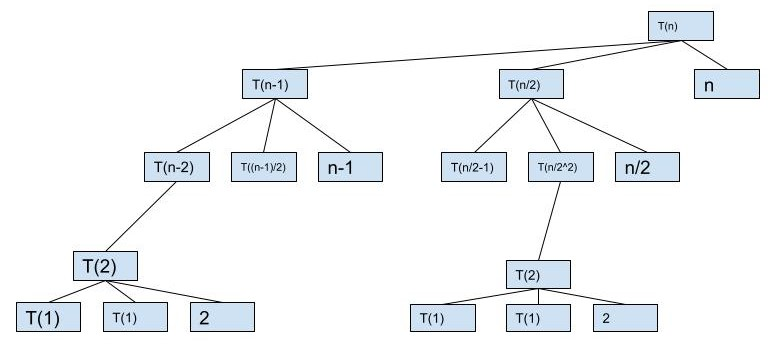 T(n)
T(n-1)
T(n/2)
n
T(n-2)
T((n-1)/2)
n-1
T(n/2-1)
T(n/2^2)
n/2
T(2)
T(2)
T(1)
T(1)
2
T(1)
T(1)
2